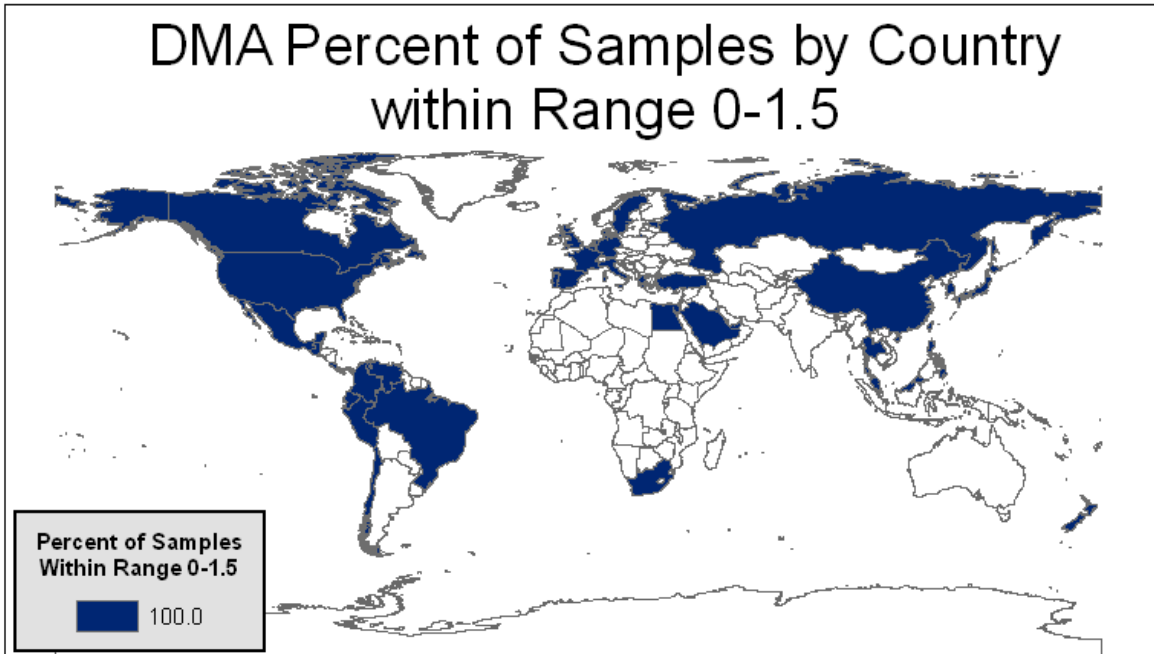 DMA Percent of Samples by Country
within Range 0-1.5
Percent of Samples
Within Range 0-1.5
100.0